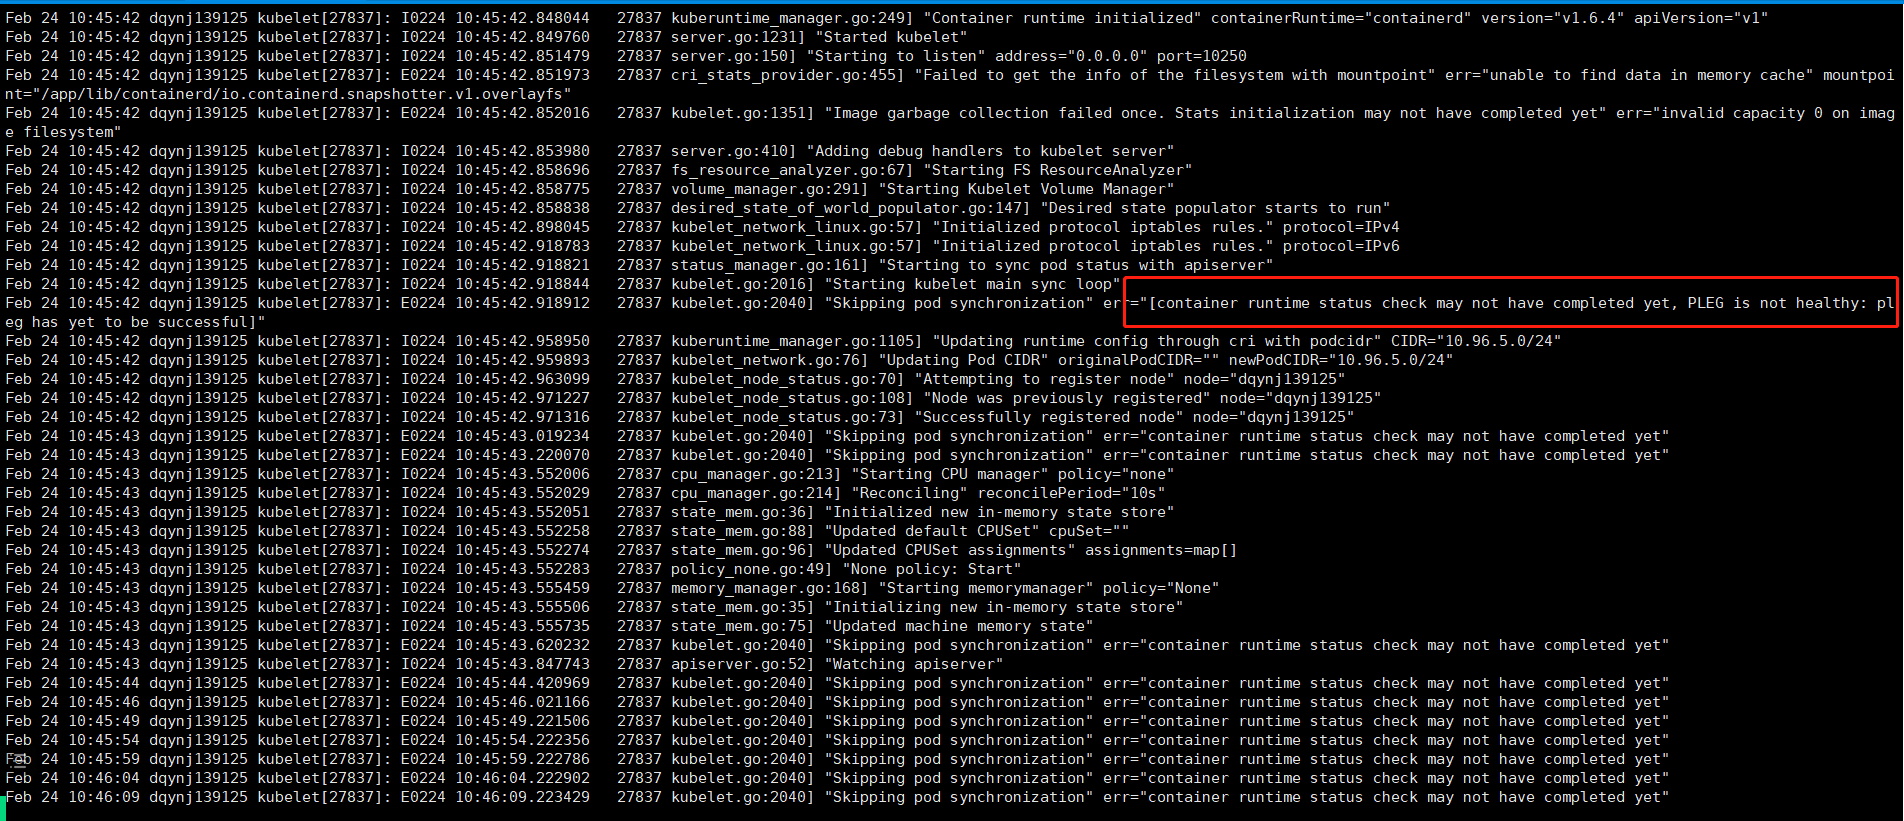 Feb 24 10:45:42 dqynj139125 kubelet[27837]: I0224 10:45:42.848044   27837 kuberuntime_manager.go:249] "Container runtime initialized" containerRuntime="containerd" version="v1.6.4" apiVersion="v1"
Feb 24 10:45:42 dqynj139125 kubelet[27837]: I0224 10:45:42.849760   27837 server.go:1231] "Started kubelet"
Feb 24 10:45:42 dqynj139125 kubelet[27837]: I0224 10:45:42.851479   27837 server.go:150] "Starting to listen" address="0.0.0.0" port=10250
Feb 24 10:45:42 dqynj139125 kubelet[27837]: E0224 10:45:42.851973   27837 cri_stats_provider.go:455] "Failed to get the info of the filesystem with mountpoint" err="unable to find data in memory cache" mountpoi
nt="/app/lib/containerd/io.containerd.snapshotter.v1.overlayfs"
Feb 24 10:45:42 dqynj139125 kubelet[27837]: E0224 10:45:42.852016   27837 kubelet.go:1351] "Image garbage collection failed once. Stats initialization may not have completed yet" err="invalid capacity 0 on imag
e filesystem"
Feb 24 10:45:42 dqynj139125 kubelet[27837]: I0224 10:45:42.853980   27837 server.go:410] "Adding debug handlers to kubelet server"
Feb 24 10:45:42 dqynj139125 kubelet[27837]: I0224 10:45:42.858696   27837 fs_resource_analyzer.go:67] "Starting FS ResourceAnalyzer"
Feb 24 10:45:42 dqynj139125 kubelet[27837]: I0224 10:45:42.858775   27837 volume_manager.go:291] "Starting Kubelet Volume Manager"
Feb 24 10:45:42 dqynj139125 kubelet[27837]: I0224 10:45:42.858838   27837 desired_state_of_world_populator.go:147] "Desired state populator starts to run"
Feb 24 10:45:42 dqynj139125 kubelet[27837]: I0224 10:45:42.898045   27837 kubelet_network_linux.go:57] "Initialized protocol iptables rules." protocol=IPv4
Feb 24 10:45:42 dqynj139125 kubelet[27837]: I0224 10:45:42.918783   27837 kubelet_network_linux.go:57] "Initialized protocol iptables rules." protocol=IPv6
Feb 24 10:45:42 dqynj139125 kubelet[27837]: I0224 10:45:42.918821   27837 status_manager.go:161] "Starting to sync pod status with apiserver"
Feb 24 10:45:42 dqynj139125 kubelet[27837]: I0224 10:45:42.918844   27837 kubelet.go:2016] "Starting kubelet main sync loop"
Feb 24 10:45:42 dqynj139125 kubelet[27837]: E0224 10:45:42.918912   27837 kubelet.go:2040] "Skipping pod synchronization" err="[container runtime status check may not have completed yet, PLEG is not healthy: pl
eg has yet to be successful]"
Feb 24 10:45:42 dqynj139125 kubelet[27837]: I0224 10:45:42.958950   27837 kuberuntime_manager.go:1105] "Updating runtime config through cri with podcidr" CIDR="10.96.5.0/24"
Feb 24 10:45:42 dqynj139125 kubelet[27837]: I0224 10:45:42.959893   27837 kubelet_network.go:76] "Updating Pod CIDR" originalPodCIDR="" newPodCIDR="10.96.5.0/24"
Feb 24 10:45:42 dqynj139125 kubelet[27837]: I0224 10:45:42.963099   27837 kubelet_node_status.go:70] "Attempting to register node" node="dqynj139125"
Feb 24 10:45:42 dqynj139125 kubelet[27837]: I0224 10:45:42.971227   27837 kubelet_node_status.go:108] "Node was previously registered" node="dqynj139125"
Feb 24 10:45:42 dqynj139125 kubelet[27837]: I0224 10:45:42.971316   27837 kubelet_node_status.go:73] "Successfully registered node" node="dqynj139125"
Feb 24 10:45:43 dqynj139125 kubelet[27837]: E0224 10:45:43.019234   27837 kubelet.go:2040] "Skipping pod synchronization" err="container runtime status check may not have completed yet"
Feb 24 10:45:43 dqynj139125 kubelet[27837]: E0224 10:45:43.220070   27837 kubelet.go:2040] "Skipping pod synchronization" err="container runtime status check may not have completed yet"
Feb 24 10:45:43 dqynj139125 kubelet[27837]: I0224 10:45:43.552006   27837 cpu_manager.go:213] "Starting CPU manager" policy="none"
Feb 24 10:45:43 dqynj139125 kubelet[27837]: I0224 10:45:43.552029   27837 cpu_manager.go:214] "Reconciling" reconcilePeriod="10s"
Feb 24 10:45:43 dqynj139125 kubelet[27837]: I0224 10:45:43.552051   27837 state_mem.go:36] "Initialized new in-memory state store"
Feb 24 10:45:43 dqynj139125 kubelet[27837]: I0224 10:45:43.552258   27837 state_mem.go:88] "Updated default CPUSet" cpuSet=""
Feb 24 10:45:43 dqynj139125 kubelet[27837]: I0224 10:45:43.552274   27837 state_mem.go:96] "Updated CPUSet assignments" assignments=map[]
Feb 24 10:45:43 dqynj139125 kubelet[27837]: I0224 10:45:43.552283   27837 policy_none.go:49] "None policy: Start"
Feb 24 10:45:43 dqynj139125 kubelet[27837]: I0224 10:45:43.555459   27837 memory_manager.go:168] "Starting memorymanager" policy="None"
Feb 24 10:45:43 dqynj139125 kubelet[27837]: I0224 10:45:43.555506   27837 state_mem.go:35] "Initializing new in-memory state store"
Feb 24 10:45:43 dqynj139125 kubelet[27837]: I0224 10:45:43.555735   27837 state_mem.go:75] "Updated machine memory state"
Feb 24 10:45:43 dqynj139125 kubelet[27837]: E0224 10:45:43.620232   27837 kubelet.go:2040] "Skipping pod synchronization" err="container runtime status check may not have completed yet"
Feb 24 10:45:43 dqynj139125 kubelet[27837]: I0224 10:45:43.847743   27837 apiserver.go:52] "Watching apiserver"
Feb 24 10:45:44 dqynj139125 kubelet[27837]: E0224 10:45:44.420969   27837 kubelet.go:2040] "Skipping pod synchronization" err="container runtime status check may not have completed yet"
Feb 24 10:45:46 dqynj139125 kubelet[27837]: E0224 10:45:46.021166   27837 kubelet.go:2040] "Skipping pod synchronization" err="container runtime status check may not have completed yet"
Feb 24 10:45:49 dqynj139125 kubelet[27837]: E0224 10:45:49.221506   27837 kubelet.go:2040] "Skipping pod synchronization" err="container runtime status check may not have completed yet"
Feb 24 10:45:54 dqynj139125 kubelet[27837]: E0224 10:45:54.222356   27837 kubelet.go:2040] "Skipping pod synchronization" err="container runtime status check may not have completed yet"
Feb 24 10:45:59 dqynj139125 kubelet[27837]: E0224 10:45:59.222786   27837 kubelet.go:2040] "Skipping pod synchronization" err="container runtime status check may not have completed yet"
Feb 24 10:46:04 dqynj139125 kubelet[27837]: E0224 10:46:04.222902   27837 kubelet.go:2040] "Skipping pod synchronization" err="container runtime status check may not have completed yet"
Feb 24 10:46:09 dqynj139125 kubelet[27837]: E0224 10:46:09.223429   27837 kubelet.go:2040] "Skipping pod synchronization" err="container runtime status check may not have completed yet"